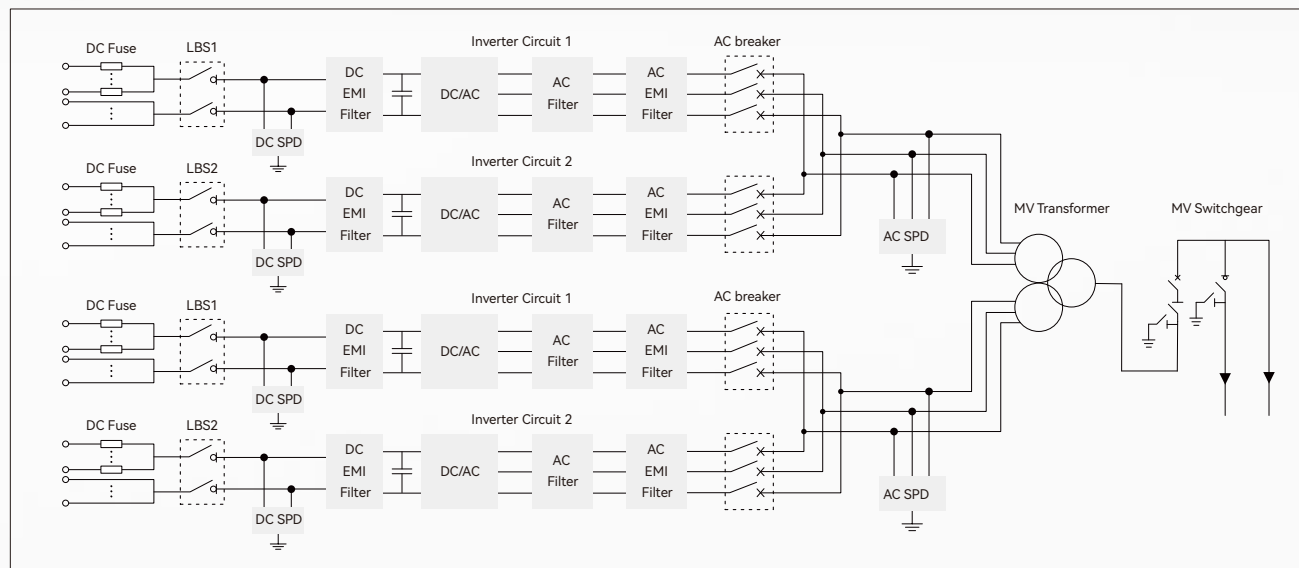 Inverter Circuit 1
DC Fuse
LBS1
AC breaker
DC
EMI
Filter
DC/AC
AC
Filter
AC
EMI
Filter
DC SPD
Inverter Circuit 2
DC Fuse
LBS2
DC
EMI
Filter
DC/AC
AC
Filter
AC
EMI
Filter
DC SPD
AC SPD
MV Transformer
MV Switchgear
Inverter Circuit 1
DC Fuse
LBS1
AC breaker
DC
EMI
Filter
DC/AC
AC
Filter
AC
EMI
Filter
DC SPD
Inverter Circuit 2
DC Fuse
LBS2
DC
EMI
Filter
DC/AC
AC
Filter
AC
EMI
Filter
DC SPD
AC SPD